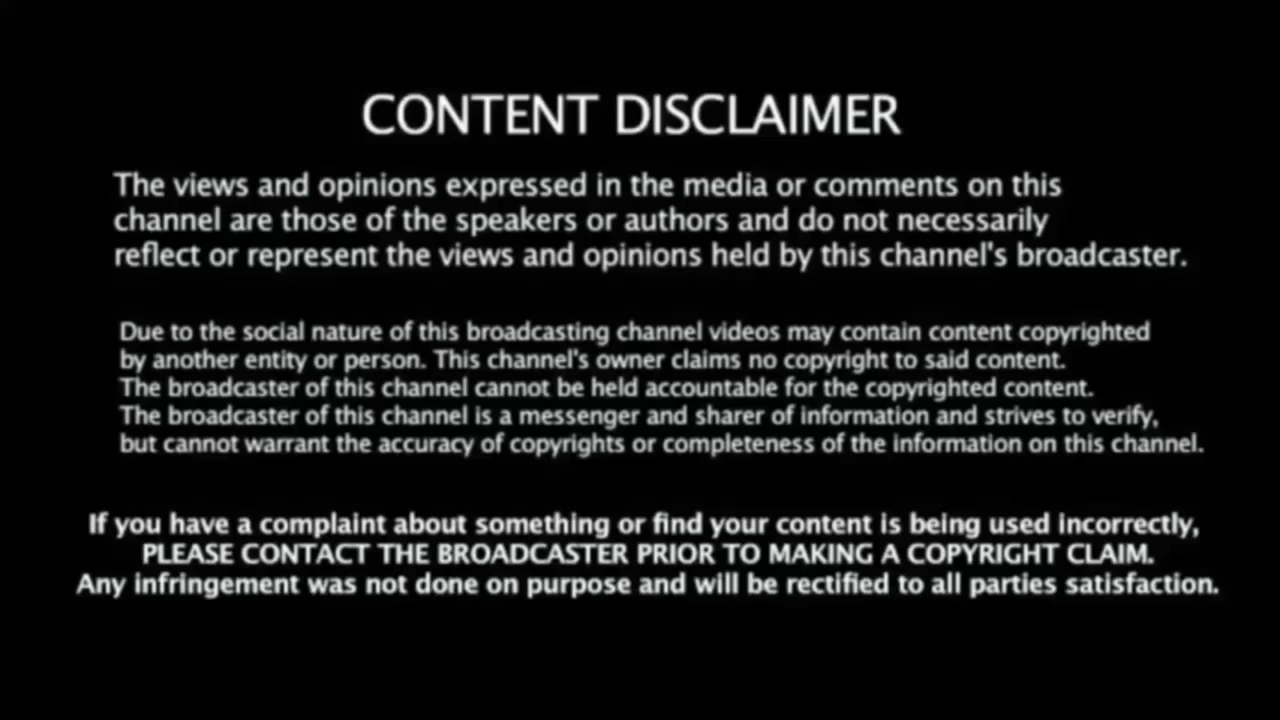 CONTENT DISCLAIMER
The views and opinions expressed in the media or comments on this
channel are those of the speakers or authors and do not necessarily
reflect or represent the views and opinions held by this channel's broadcaster.
Due to the social nature of this broadcasting channel videos may contain content copyrighted
by another entity or person. This channel's owner claims no copyright to said content.
The broadcaster of this channel cannot be held accountable for the copyrighted content.
The broadcaster of this channel is a messenger and sharer of information and strives to verify,
but cannot warrant the accuracy of copyrights or completeness of the information on this channel.
If you have a complaint about something or find your content is being used incorrectly,
PLEASE CONTACT THE BROADCASTER PRIOR TO MAKING A COPYRIGHT CLAIM.
Any infringement was not done on purpose and will be rectified to all parties satisfaction.